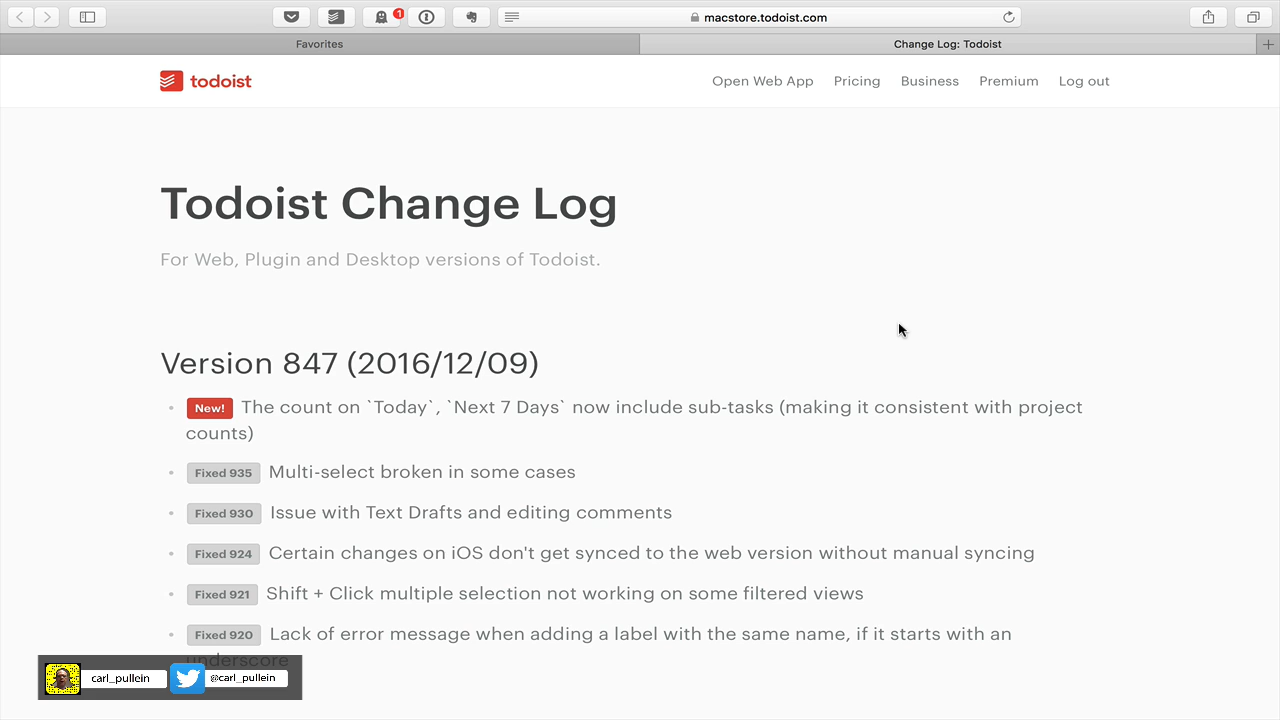 1
macstore.todoist.com
Favorites
Change Log: Todoist
todoist
Open Web App
Pricing
Business
Premium
Log out
Todoist Change Log
For Web, Plugin and Desktop versions of Todoist.
Version 847 (2016/12/09)
New! The count on `Today`, `Next 7 Days` now include sub-tasks (making it consistent with project
counts)
Fixed 935 Multi-select broken in some cases
Fixed 930 Issue with Text Drafts and editing comments
Fixed 924 Certain changes on iOS don't get synced to the web version without manual syncing
Fixed 921 Shift + Click multiple selection not working on some filtered views
Fixed 920 Lack of error message when adding a label with the same name, if it starts with an
underscore
carl_pullein
@carl_pullein